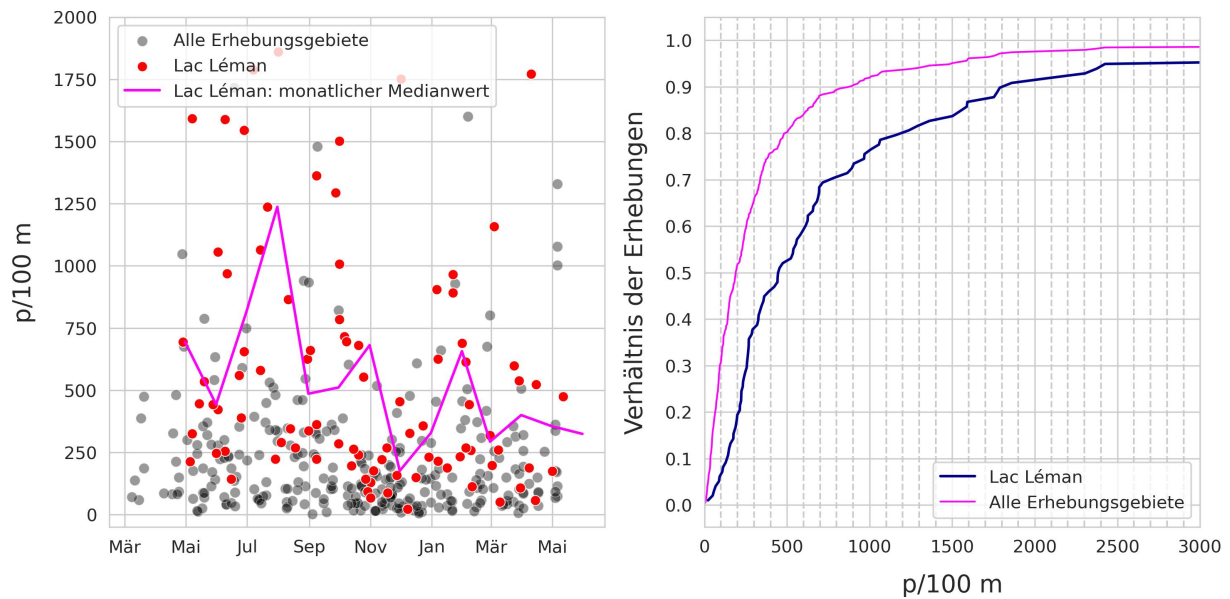 2000
1750
1500
1250
1000
750
500
250
0
p/100 m
Alle Erhebungsgebiete
Lac Léman
Lac Léman: monatlicher Medianwert
Mär Mai Jul Sep Nov Jan Mär Mai
1.0
0.9
0.8
0.7
0.6
0.5
0.4
0.3
0.2
0.1
0.0
Verhältnis der Erhebungen
Lac Léman
Alle Erhebungsgebiete
0 500 1000 1500 2000 2500 3000
p/100 m